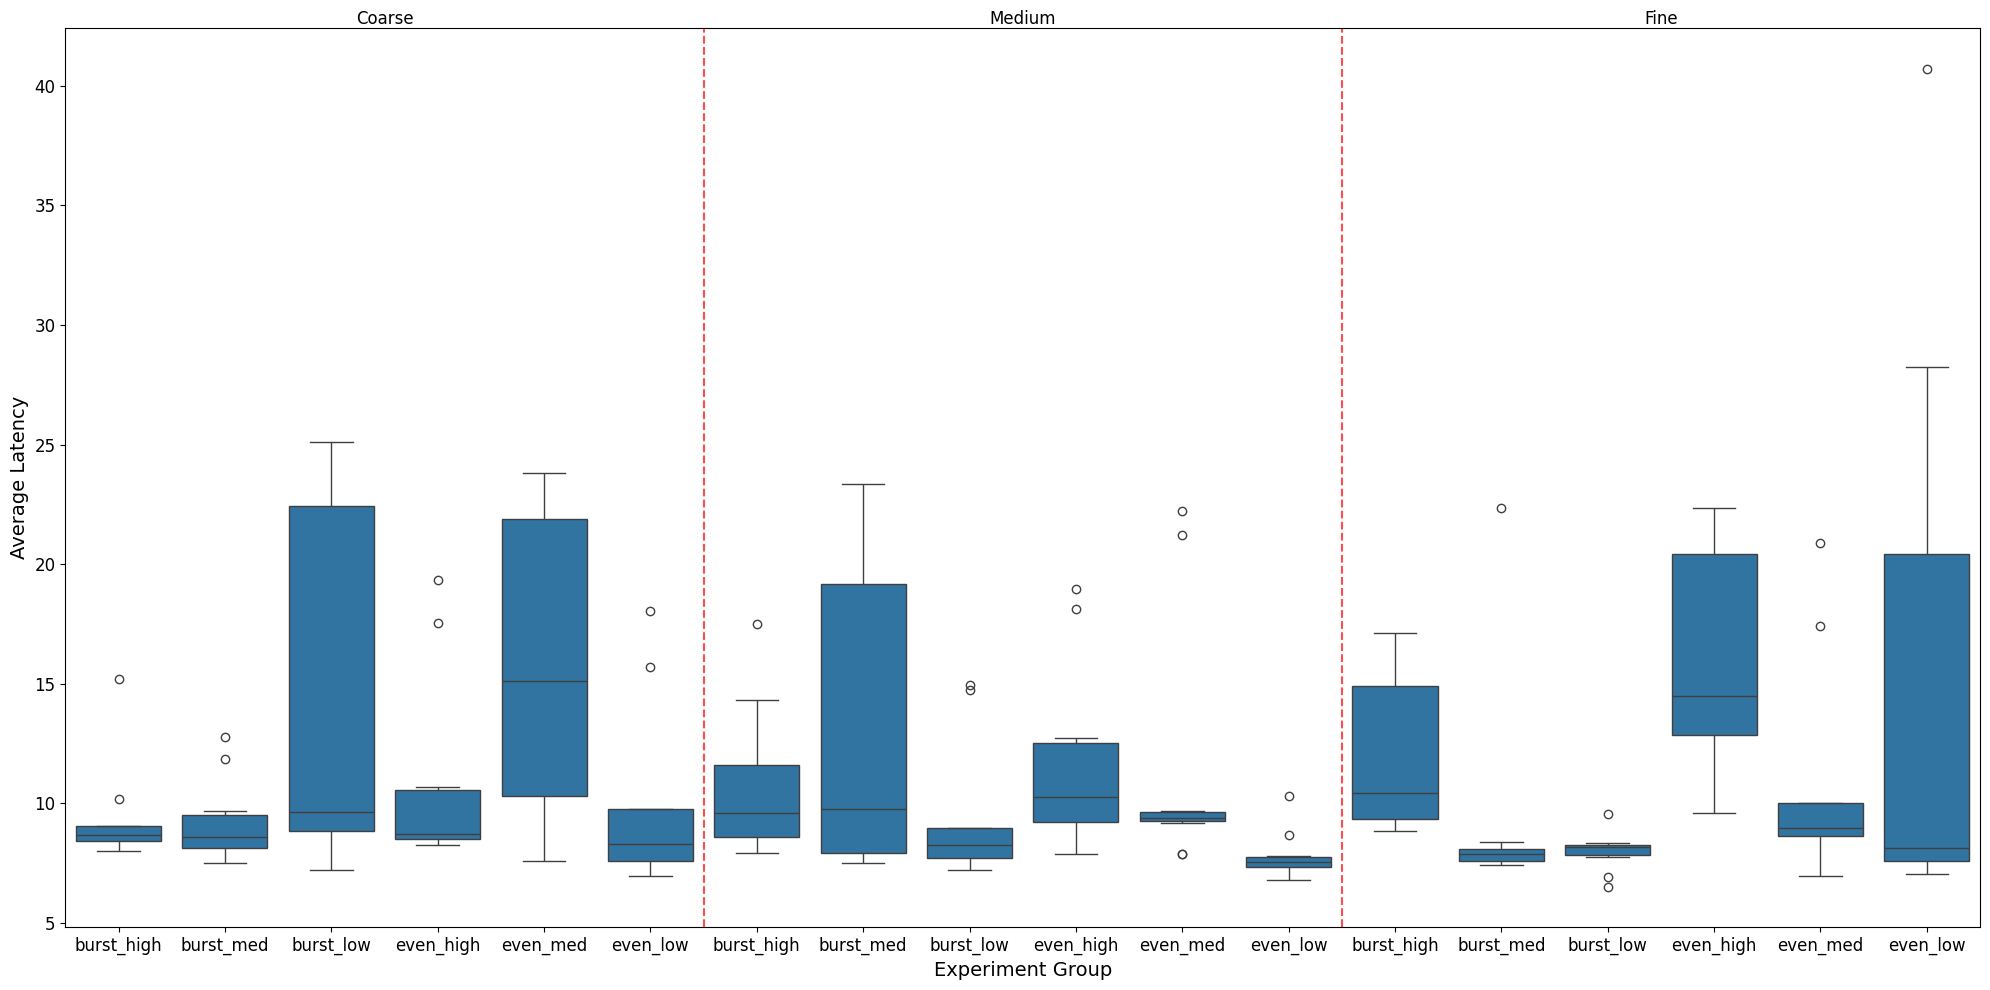 Coarse Medium Fine
40
35
30
25
20
15
10
5
Average Latency
burst_high burst_med burst_low even_high even_med even_low burst_high burst_med burst_low even_high even_med even_low burst_high burst_med burst_low even_high even_med even_low
Experiment Group